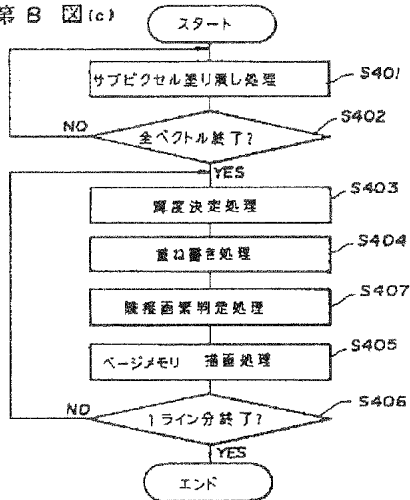 第 8 図(c)
スタート
サブピクセル塗り潰し処理
S401
全ベクトル終了?
S402
NO
YES
輝度決定処理
S403
重ね書き処理
S404
隣接画素判定処理
S407
ページメモリ 描画処理
S405
1ライン分終了?
S406
NO
YES
エンド